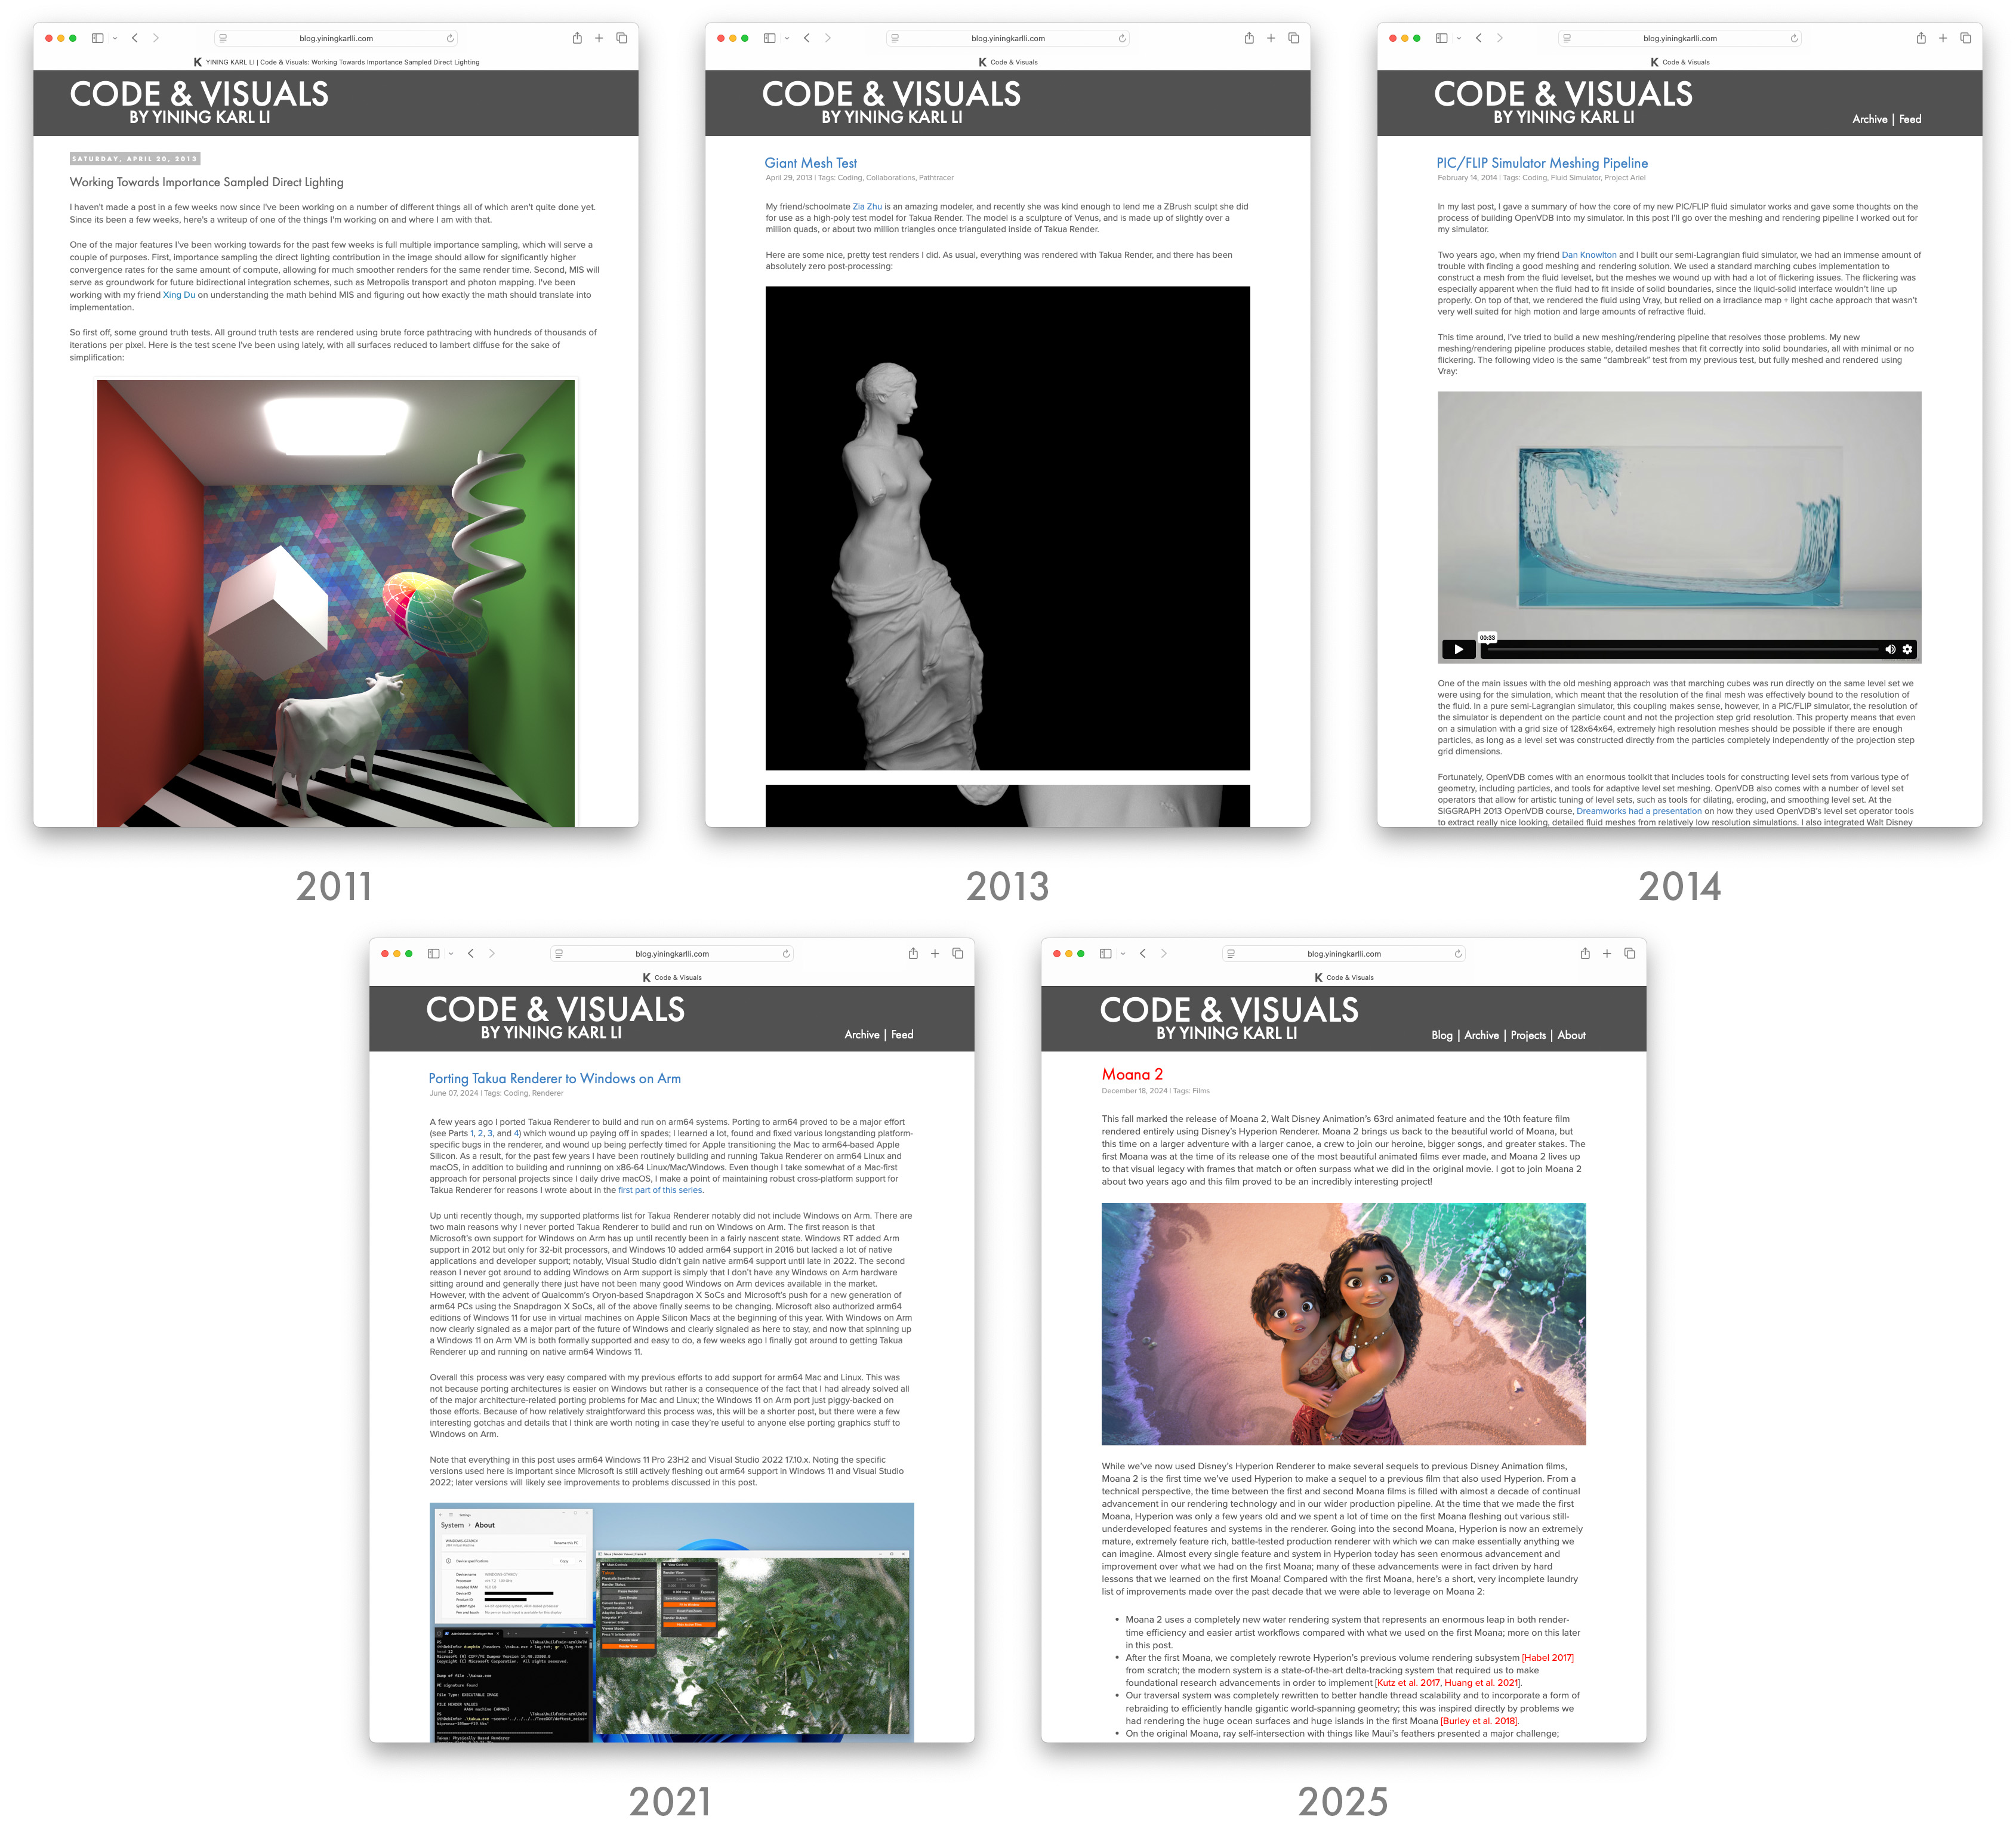 blog.yiningkarlli.com
K YINING KARL LI | Code & Visuals: Working Towards Importance Sampled Direct Lighting
CODE & VISUALS
BY YINING KARL LI
SATURDAY, APRIL 20, 2013
Working Towards Importance Sampled Direct Lighting
I haven't made a post in a few weeks now since I've been working on a number of different things all of which aren't quite done yet.
Since its been a few weeks, here's a writeup of one of the things I'm working on and where I am with that.
One of the major features I've been working towards for the past few weeks is full multiple importance sampling, which will serve a
couple of purposes. First, importance sampling the direct lighting contribution in the image should allow for significantly higher
convergence rates for the same amount of compute, allowing for much smoother renders for the same render time. Second, MIS will
serve as groundwork for future bidirectional integration schemes, such as Metropolis transport and photon mapping. I've been
working with my friend Xing Du on understanding the math behind MIS and figuring out how exactly the math should translate into
implementation.
So first off, some ground truth tests. All ground truth tests are rendered using brute force pathtracing with hundreds of thousands of
iterations per pixel. Here is the test scene I've been using lately, with all surfaces reduced to lambert diffuse for the sake of
simplification:
2011
blog.yiningkarlli.com
K Code & Visuals
CODE & VISUALS
BY YINING KARL LI
Giant Mesh Test
April 29, 2013 | Tags: Coding, Collaborations, Pathtracer
My friend/schoolmate Zia Zhu is an amazing modeler, and recently she was kind enough to lend me a ZBrush sculpt she did
for use as a high-poly test model for Takua Render. The model is a sculpture of Venus, and is made up of slightly over a
million quads, or about two million triangles once triangulated inside of Takua Render.
Here are some nice, pretty test renders I did. As usual, everything was rendered with Takua Render, and there has been
absolutely zero post-processing:
2013
blog.yiningkarlli.com
K Code & Visuals
CODE & VISUALS
BY YINING KARL LI
Archive | Feed
PIC/FLIP Simulator Meshing Pipeline
February 14, 2014 | Tags: Coding, Fluid Simulator, Project Ariel
In my last post, I gave a summary of how the core of my new PIC/FLIP fluid simulator works and gave some thoughts on the
process of building OpenVDB into my simulator. In this post I'll go over the meshing and rendering pipeline I worked out for
my simulator.
Two years ago, when my friend Dan Knowlton and I built our semi-Lagrangian fluid simulator, we had an immense amount of
trouble with finding a good meshing and rendering solution. We used a standard marching cubes implementation to
construct a mesh from the fluid levelset, but the meshes we wound up with had a lot of flickering issues. The flickering was
especially apparent when the fluid had to fit inside of solid boundaries, since the liquid-solid interface wouldn't line up
properly. On top of that, we rendered the fluid using Vray, but relied on a irradiance map + light cache approach that wasn't
very well suited for high motion and large amounts of refractive fluid.
This time around, I've tried to build a new meshing/rendering pipeline that resolves those problems. My new
meshing/rendering pipeline produces stable, detailed meshes that fit correctly into solid boundaries, all with minimal or no
flickering. The following video is the same "dambreak" test from my previous test, but fully meshed and rendered using
Vray:
00:33
One of the main issues with the old meshing approach was that marching cubes was run directly on the same level set we
were using for the simulation, which meant that the resolution of the final mesh was effectively bound to the resolution of
the fluid. In a pure semi-Lagrangian simulator, this coupling makes sense, however, in a PIC/FLIP simulator, the resolution of
the simulator is dependent on the particle count and not the projection step grid resolution. This property means that even
on a simulation with a grid size of 128x64x64, extremely high resolution meshes should be possible if there are enough
particles, as long as a level set was constructed directly from the particles completely independently of the projection step
grid dimensions.
Fortunately, OpenVDB comes with an enormous toolkit that includes tools for constructing level sets from various type of
geometry, including particles, and tools for adaptive level set meshing. OpenVDB also comes with a number of level set
operators that allow for artistic tuning of level sets, such as tools for dilating, eroding, and smoothing level set. At the
SIGGRAPH 2013 OpenVDB course, Dreamworks had a presentation on how they used OpenVDB's level set operator tools
to extract really nice looking, detailed fluid meshes from relatively low resolution simulations. I also integrated Walt Disney
2014
blog.yiningkarlli.com
K Code & Visuals
CODE & VISUALS
BY YINING KARL LI
Archive | Feed
Porting Takua Renderer to Windows on Arm
June 07, 2024 | Tags: Coding, Renderer
A few years ago I ported Takua Renderer to build and run on arm64 systems. Porting to arm64 proved to be a major effort
(see Parts 1, 2, 3, and 4) which wound up paying off in spades; I learned a lot, found and fixed various longstanding platform-
specific bugs in the renderer, and wound up being perfectly timed for Apple transitioning the Mac to arm64-based Apple
Silicon. As a result, for the past few years I have been routinely building and running Takua Renderer on arm64 Linux and
macOS, in addition to building and runninng on x86-64 Linux/Mac/Windows. Even though I take somewhat of a Mac-first
approach for personal projects since I daily drive macOS, I make a point of maintaining robust cross-platform support for
Takua Renderer for reasons I wrote about in the first part of this series.
Up unti recently though, my supported platforms list for Takua Renderer notably did not include Windows on Arm. There are
two main reasons why I never ported Takua Renderer to build and run on Windows on Arm. The first reason is that
Microsoft's own support for Windows on Arm has up until recently been in a fairly nascent state. Windows RT added Arm
support in 2012 but only for 32-bit processors, and Windows 10 added arm64 support in 2016 but lacked a lot of native
applications and developer support; notably, Visual Studio didn't gain native arm64 support until late in 2022. The second
reason I never got around to adding Windows on Arm support is simply that I don't have any Windows on Arm hardware
sitting around and generally there just have not been many good Windows on Arm devices available in the market.
However, with the advent of Qualcomm's Oryon-based Snapdragon X SoCs and Microsoft's push for a new generation of
arm64 PCs using the Snapdragon X SoCs, all of the above finally seems to be changing. Microsoft also authorized arm64
editions of Windows 11 for use in virtual machines on Apple Silicon Macs at the beginning of this year. With Windows on Arm
now clearly signaled as a major part of the future of Windows and clearly signaled as here to stay, and now that spinning up
a Windows 11 on Arm VM is both formally supported and easy to do, a few weeks ago I finally got around to getting Takua
Renderer up and running on native arm64 Windows 11.
Overall this process was very easy compared with my previous efforts to add support for arm64 Mac and Linux. This was
not because porting architectures is easier on Windows but rather is a consequence of the fact that I had already solved all
of the major architecture-related porting problems for Mac and Linux; the Windows 11 on Arm port just piggy-backed on
those efforts. Because of how relatively straightforward this process was, this will be a shorter post, but there were a few
interesting gotchas and details that I think are worth noting in case they're useful to anyone else porting graphics stuff to
Windows on Arm.
Note that everything in this post uses arm64 Windows 11 Pro 23H2 and Visual Studio 2022 17.10.x. Noting the specific
versions used here is important since Microsoft is still actively fleshing out arm64 support in Windows 11 and Visual Studio
2022; later versions will likely see improvements to problems discussed in this post.
System › About
Rename this PC
Device specifications
Copy
Device name
Processor
Installed RAM
Device ID
Product ID
System type
Pen and touch
Dump of file .\takua.exe
PE signature found
File Type: EXECUTABLE IMAGE
FILE HEADER VALUES
AA64 machine (ARM64)
Takua: Physically Based Renderer
2021
blog.yiningkarlli.com
K Code & Visuals
CODE & VISUALS
BY YINING KARL LI
Blog | Archive | Projects | About
Moana 2
December 18, 2024 | Tags: Films
This fall marked the release of Moana 2, Walt Disney Animation's 63rd animated feature and the 10th feature film
rendered entirely using Disney's Hyperion Renderer. Moana 2 brings us back to the beautiful world of Moana, but
this time on a larger adventure with a larger canoe, a crew to join our heroine, bigger songs, and greater stakes. The
first Moana was at the time of its release one of the most beautiful animated films ever made, and Moana 2 lives up
to that visual legacy with frames that match or often surpass what we did in the original movie. I got to join Moana 2
about two years ago and this film proved to be an incredibly interesting project!
While we've now used Disney's Hyperion Renderer to make several sequels to previous Disney Animation films,
Moana 2 is the first time we've used Hyperion to make a sequel to a previous film that also used Hyperion. From a
technical perspective, the time between the first and second Moana films is filled with almost a decade of continual
advancement in our rendering technology and in our wider production pipeline. At the time that we made the first
Moana, Hyperion was only a few years old and we spent a lot of time on the first Moana fleshing out various still-
underdeveloped features and systems in the renderer. Going into the second Moana, Hyperion is now an extremely
mature, extremely feature rich, battle-tested production renderer with which we can make essentially anything we
can imagine. Almost every single feature and system in Hyperion today has seen enormous advancement and
improvement over what we had on the first Moana; many of these advancements were in fact driven by hard
lessons that we learned on the first Moana! Compared with the first Moana, here's a short, very incomplete laundry
list of improvements made over the past decade that we were able to leverage on Moana 2:
• Moana 2 uses a completely new water rendering system that represents an enormous leap in both render-
time efficiency and easier artist workflows compared with what we used on the first Moana; more on this later
in this post.
• After the first Moana, we completely rewrote Hyperion's previous volume rendering subsystem [Habel 2017]
from scratch; the modern system is a state-of-the-art delta-tracking system that required us to make
foundational research advancements in order to implement [Kutz et al. 2017, Huang et al. 2021].
• Our traversal system was completely rewritten to better handle thread scalability and to incorporate a form of
rebraiding to efficiently handle gigantic world-spanning geometry; this was inspired directly by problems we
had rendering the huge ocean surfaces and huge islands in the first Moana [Burley et al. 2018].
• On the original Moana, ray self-intersection with things like Maui's feathers presented a major challenge;
2025